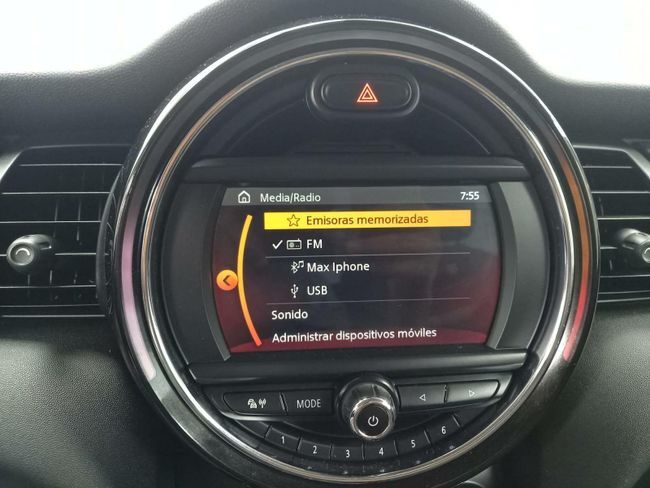 Media/Radio 7:55
Emisoras memorizadas
FM
Max Iphone
USB
Sonido
Administrar dispositivos móviles
MODE
1 2 3 4 5 6